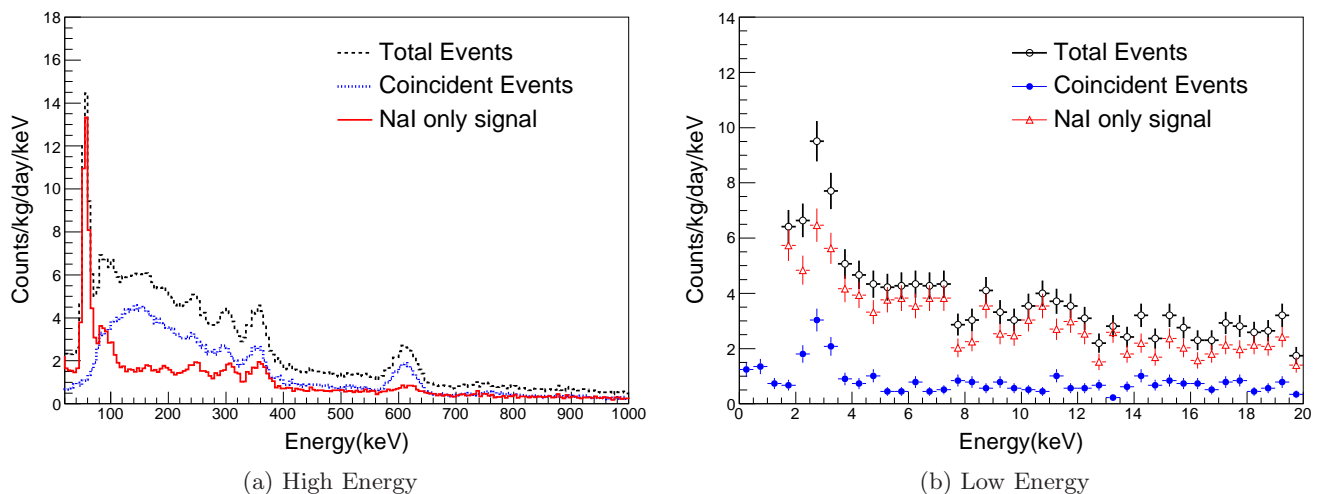 18
16
14
12
10
8
6
4
2
0
Counts/kg/day/keV
Total Events
Coincident Events
NaI only signal
100 200 300 400 500 600 700 800 900 1000
Energy(keV)
(a) High Energy
14
12
10
8
6
4
2
0
Counts/kg/day/keV
Total Events
Coincident Events
NaI only signal
0 2 4 6 8 10 12 14 16 18 20
Energy(keV)
(b) Low Energy